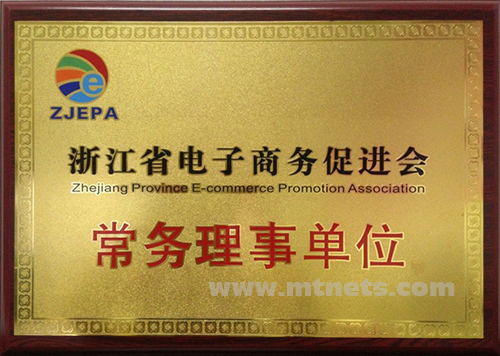 e
ZJEPA
浙江省电子商务促进会
Zhejiang Province E-commerce Promotion Association
常务理事单位
www.mtnets.com